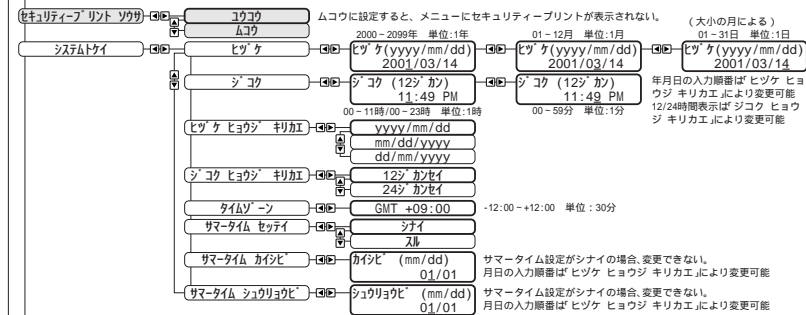 セキュリティープリント ソウサ
ユウコウ
ムコウ
ムコウに設定すると、メニューにセキュリティープリントが表示されない。
システムトケイ
ヒヅケ
2000－2099年 単位:1年
ヒヅケ(yyyy/mm/dd)
2001/03/14
01－12月 単位:1月
ヒヅケ(yyyy/mm/dd)
2001/03/14
(大小の月による)
01－31日 単位:1日
ヒヅケ(yyyy/mm/dd)
2001/03/14
年月日の入力順番は「ヒヅケ ヒョ
ウジ キリカエ」により変更可能
12/24時間表示は「ジコク ヒョウ
ジ キリカエ」により変更可能
ジコク
ジコク (12ジカン)
11:49 PM
00－11時/00－23時 単位:1時
ジコク (12ジカン)
11:49 PM
00－59分 単位:1分
ヒヅケ ヒョウジ キリカエ
yyyy/mm/dd
mm/dd/yyyy
dd/mm/yyyy
ジコク ヒョウジ キリカエ
12ジカンセイ
24ジカンセイ
タイムゾーン
GMT +09:00
-12:00－+12:00 単位：30分
サマータイム セッテイ
シナイ
スル
サマータイム カイシビ
カイシビ (mm/dd)
01/01
サマータイム設定がシナイの場合、変更できない。
月日の入力順番は「ヒヅケ ヒョウジ キリカエ」により変更可能
サマータイム シュウリョウビ
シュウリョウビ (mm/dd)
01/01
サマータイム設定がシナイの場合、変更できない。
月日の入力順番は「ヒヅケ ヒョウジ キリカエ」により変更可能